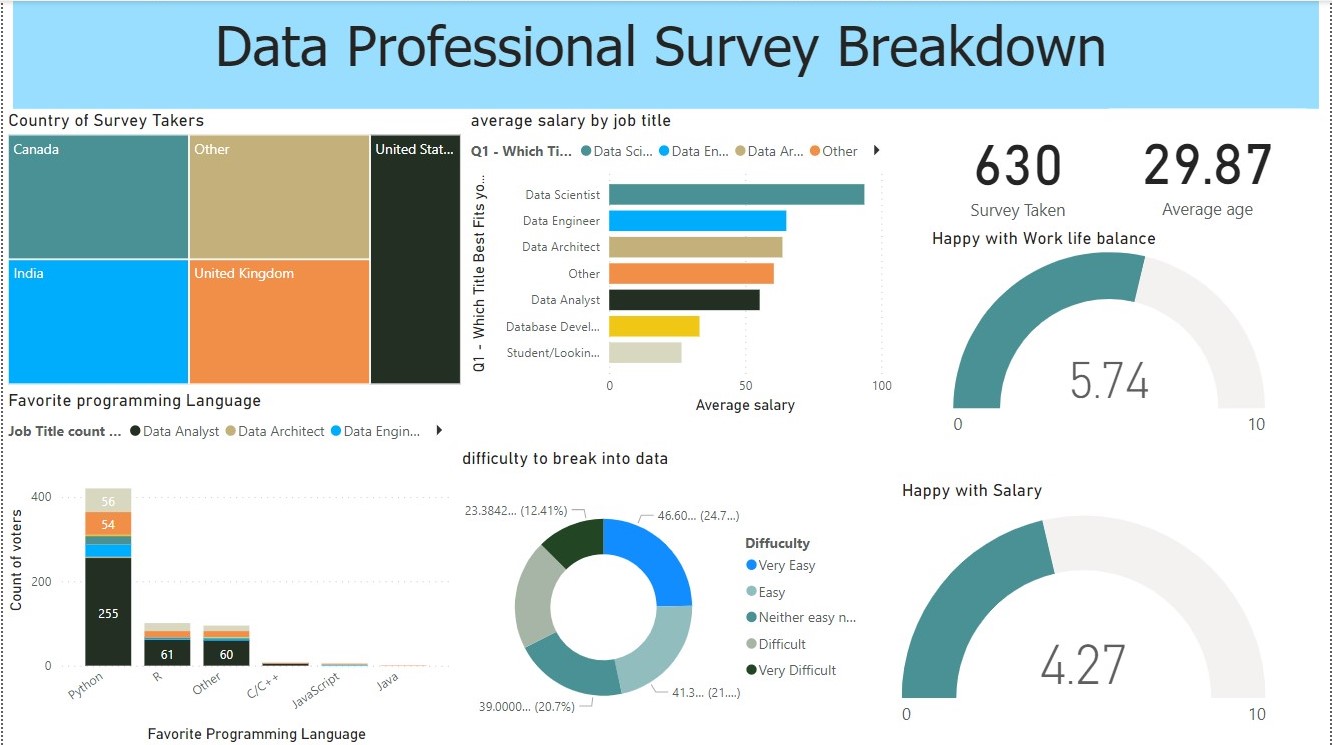 Data Professional Survey Breakdown
Country of Survey Takers
Canada
Other
United Stat...
India
United Kingdom
average salary by job title
Q1 - Which Ti... Data Sci... Data En... Data Ar... Other
Q1 - Which Title Best Fits yo...
Data Scientist
Data Engineer
Data Architect
Other
Data Analyst
Database Devel...
Student/Lookin...
0 50 100
Average salary
630
Survey Taken
29.87
Average age
Happy with Work life balance
5.74
0 10
Favorite programming Language
Job Title count ... Data Analyst Data Architect Data Engin...
Count of voters
400
200
0
56
54
255
61
60
Python R Other C/C++ JavaScript Java
Favorite Programming Language
difficulty to break into data
23.3842... (12.41%)
46.60... (24.7...)
41.3... (21....)
39.0000... (20.7%)
Diffuculty
Very Easy
Easy
Neither easy n...
Difficult
Very Difficult
Happy with Salary
4.27
0 10